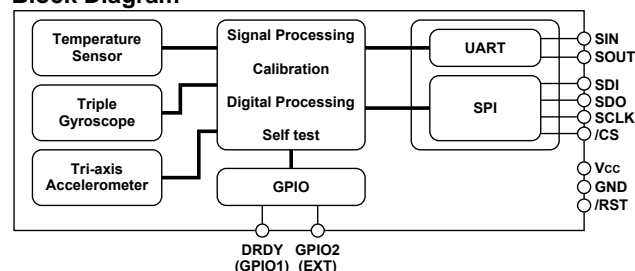 Block Diagram
Temperature
Sensor
Triple
Gyroscope
Tri-axis
Accelerometer
Signal Processing
Calibration
Digital Processing
Self test
GPIO
UART
SPI
SIN
SOUT
SDI
SDO
SCLK
/CS
Vcc
GND
/RST
DRDY
(GPIO1)
GPIO2
(EXT)